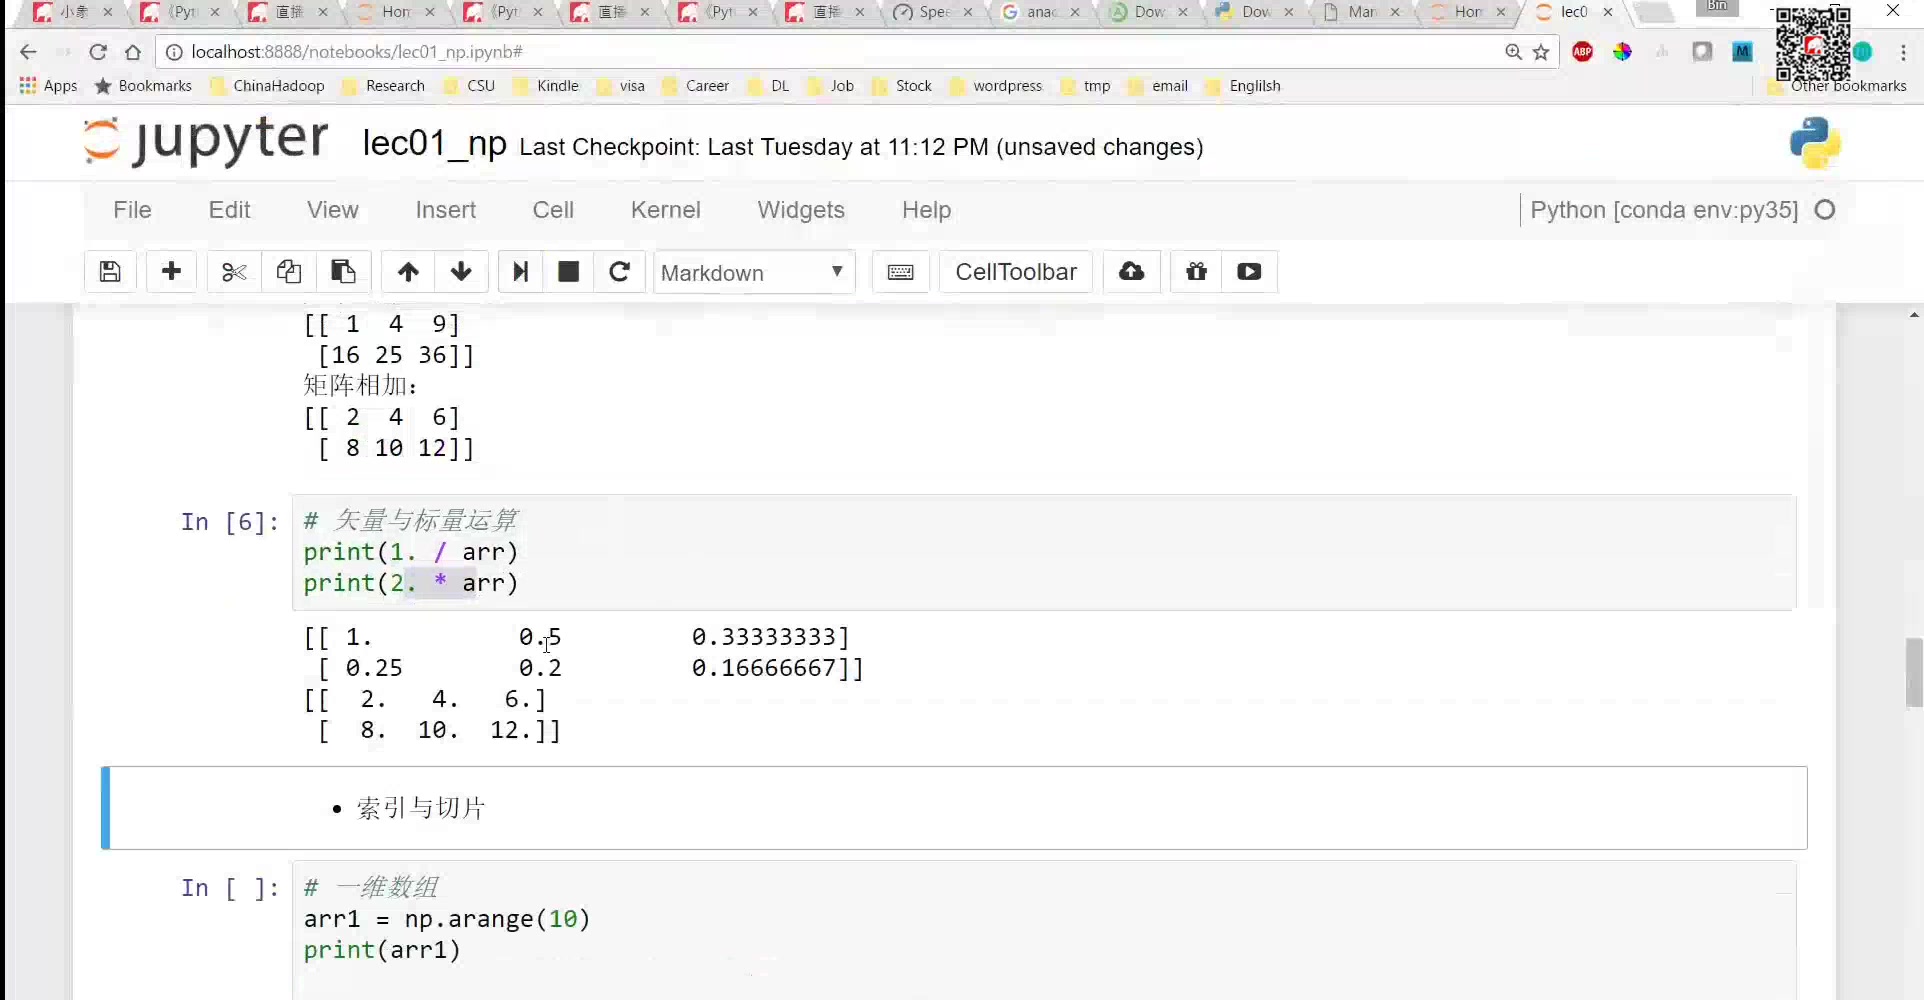 小象
《Pyt
直播
Hon
《Pyt
直播
《Pyt
直播
Spee
anac
Dow
Dow
Mar
Hon
lec0
Bin
localhost:8888/notebooks/lec01_np.ipynb#
ABP
M
Apps
Bookmarks
ChinaHadoop
Research
CSU
Kindle
visa
Career
DL
Job
Stock
wordpress
tmp
email
Englilsh
Other bookmarks
jupyter
lec01_np Last Checkpoint: Last Tuesday at 11:12 PM (unsaved changes)
File Edit View Insert Cell Kernel Widgets Help
Python [conda env:py35]
Markdown
CellToolbar
[[ 1 4 9]
[16 25 36]]
矩阵相加：
[[ 2 4 6]
[ 8 10 12]]
In [6]:
# 矢量与标量运算
print(1. / arr)
print(2. * arr)
[[ 1. 0.5 0.33333333]
[ 0.25 0.2 0.16666667]]
[[ 2. 4. 6.]
[ 8. 10. 12.]]
• 索引与切片
In [ ]:
# 一维数组
arr1 = np.arange(10)
print(arr1)